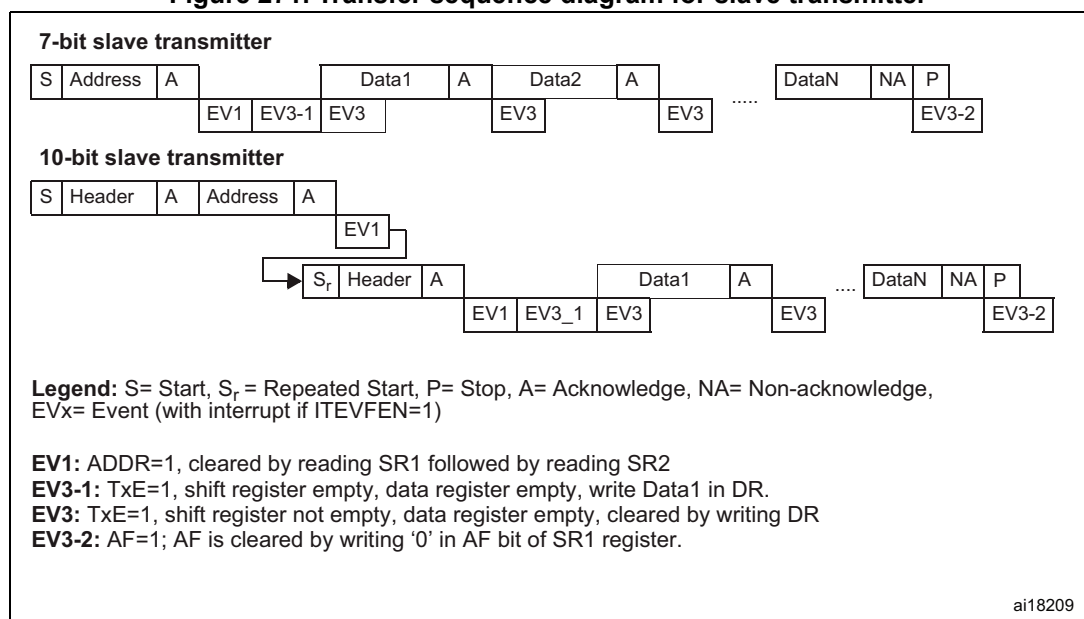 Figure 271. Transfer sequence diagram for slave transmitter
7-bit slave transmitter
S Address A Data1 A Data2 A ..... DataN NA P
EV1 EV3-1 EV3 EV3 EV3 EV3-2
10-bit slave transmitter
S Header A Address A
EV1
Sr Header A Data1 A .... DataN NA P
EV1 EV3_1 EV3 EV3 EV3-2
Legend: S= Start, Sr = Repeated Start, P= Stop, A= Acknowledge, NA= Non-acknowledge,
EVx= Event (with interrupt if ITEVFEN=1)
EV1: ADDR=1, cleared by reading SR1 followed by reading SR2
EV3-1: TxE=1, shift register empty, data register empty, write Data1 in DR.
EV3: TxE=1, shift register not empty, data register empty, cleared by writing DR
EV3-2: AF=1; AF is cleared by writing ‘0’ in AF bit of SR1 register.
ai18209